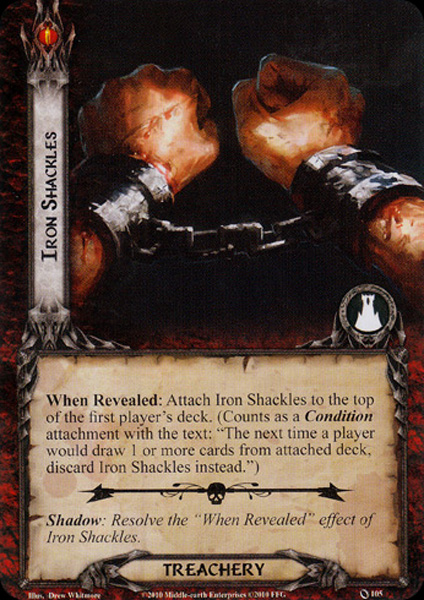 IRON SHACKLES
When Revealed: Attach Iron Shackles to the top
of the first player's deck. (Counts as a Condition
attachment with the text: “The next time a player
would draw 1 or more cards from attached deck,
discard Iron Shackles instead.”)
Shadow: Resolve the “When Revealed” effect of
Iron Shackles.
TREACHERY
Illus. Drew Whitmore ©2010 Middle-earth Enterprises ©2010 FFG 105